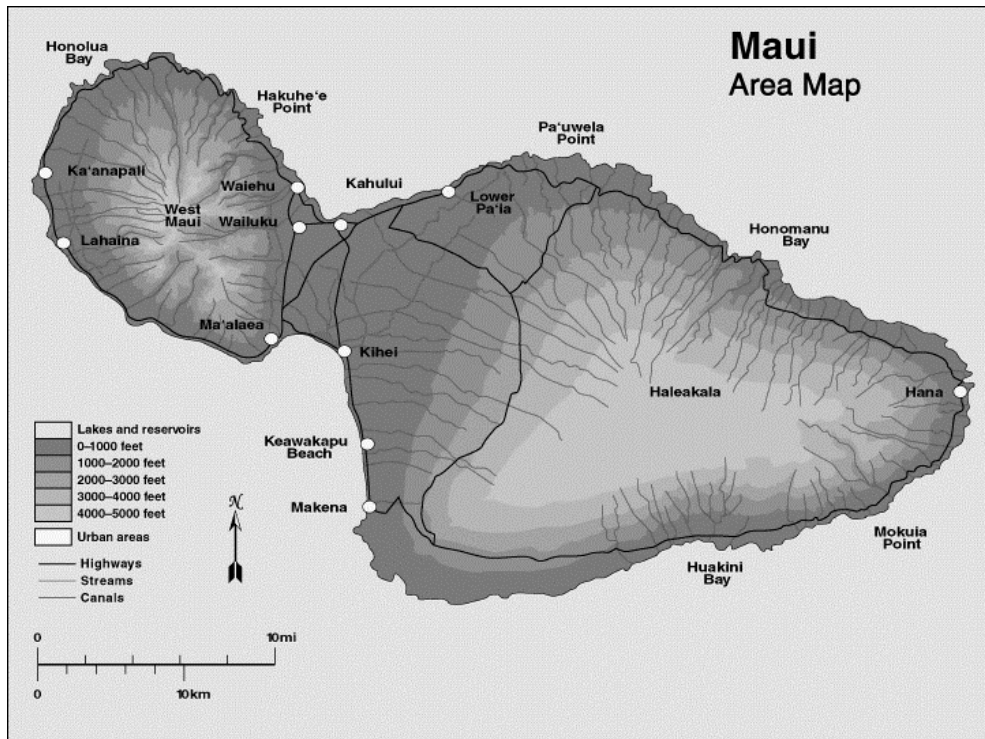 Maui
Area Map
Honolua
Bay
Hakuhe‘e
Point
Pa‘uwela
Point
Ka‘anapali
Waiehu
Kahului
Lower
Pa‘ia
West
Maui
Wailuku
Lahaina
Honomanu
Bay
Ma‘alaea
Kihei
Haleakala
Hana
Keawakapu
Beach
Makena
Mokuia
Point
Huakini
Bay
Lakes and reservoirs
0–1000 feet
1000–2000 feet
2000–3000 feet
3000–4000 feet
4000–5000 feet
Urban areas
Highways
Streams
Canals
N
0 10mi
0 10km